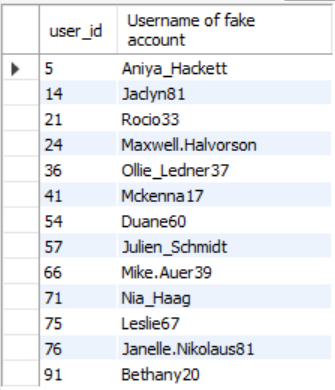 user_id Username of fake account
5 Aniya_Hackett
14 Jaclyn81
21 Rocio33
24 Maxwell.Halvorson
36 Ollie_Ledner37
41 Mckenna17
54 Duane60
57 Julien_Schmidt
66 Mike.Auer39
71 Nia_Haag
75 Leslie67
76 Janelle.Nikolaus81
91 Bethany20